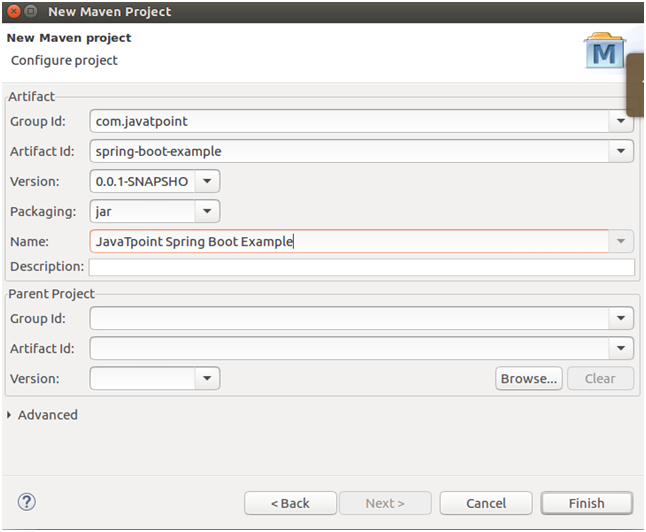 New Maven Project
New Maven project
Configure project
M
Artifact
Group Id: com.javatpoint
Artifact Id: spring-boot-example
Version: 0.0.1-SNAPSHO
Packaging: jar
Name: JavaTpoint Spring Boot Example
Description:
Parent Project
Group Id:
Artifact Id:
Version: Browse... Clear
Advanced
? < Back Next > Cancel Finish